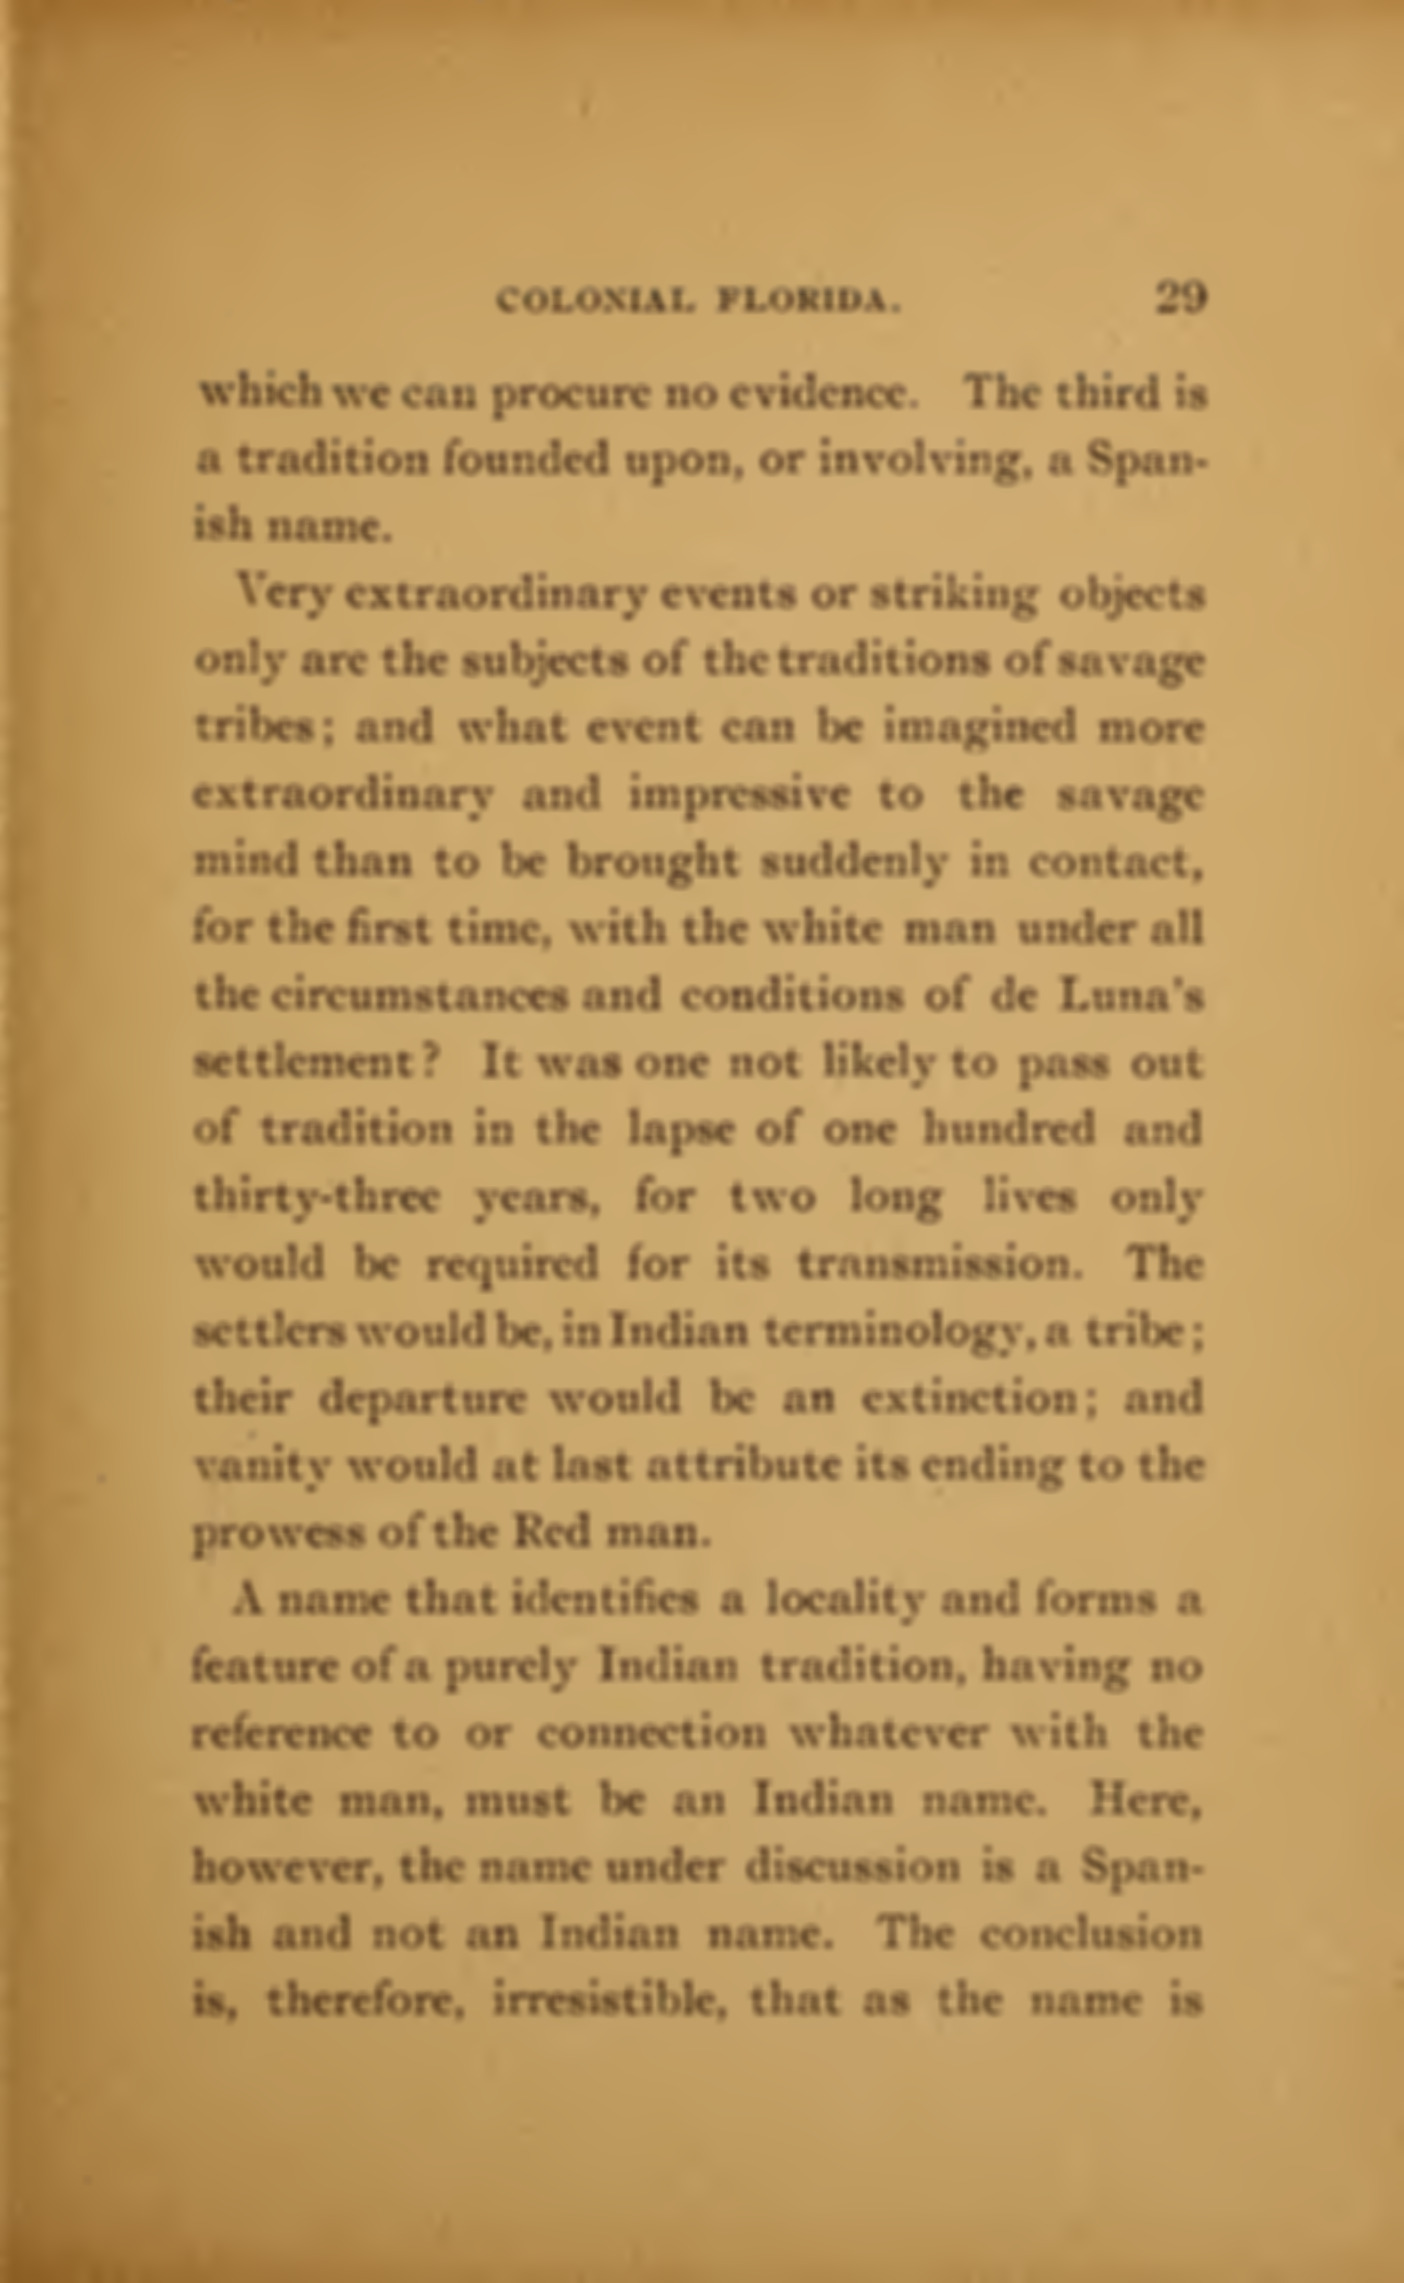 COLONIAL FLORIDA. 29
which we can procure no evidence. The third is
a tradition founded upon, or involving, a Span-
ish name.
Very extraordinary events or striking objects
only are the subjects of the traditions of savage
tribes; and what event can be imagined more
extraordinary and impressive to the savage
mind than to be brought suddenly in contact,
for the first time, with the white man under all
the circumstances and conditions of de Luna's
settlement? It was one not likely to pass out
of tradition in the lapse of one hundred and
thirty-three years, for two long lives only
would be required for its transmission. The
settlers would be, in Indian terminology, a tribe;
their departure would be an extinction; and
vanity would at last attribute its ending to the
prowess of the Red man.
A name that identifies a locality and forms a
feature of a purely Indian tradition, having no
reference to or connection whatever with the
white man, must be an Indian name. Here,
however, the name under discussion is a Span-
ish and not an Indian name. The conclusion
is, therefore, irresistible, that as the name is